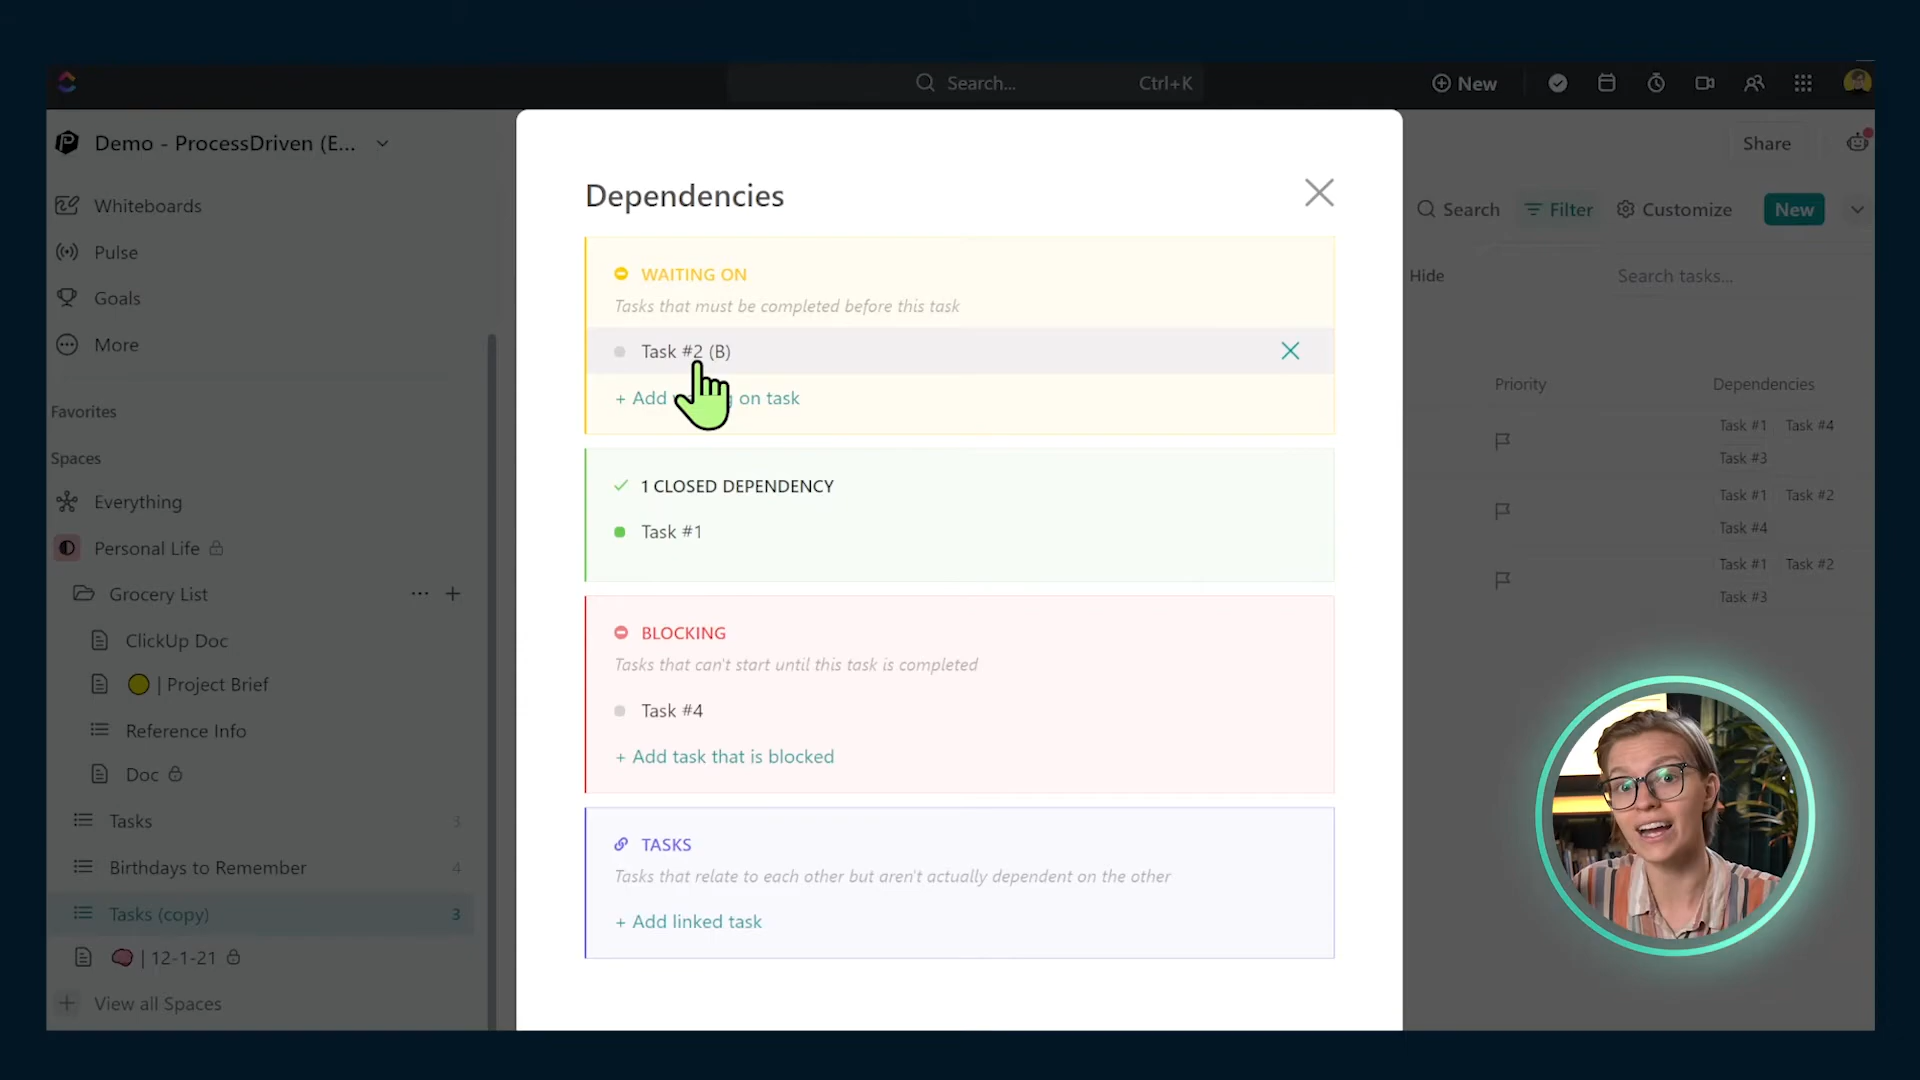 Search...
Ctrl+K
New
Demo - ProcessDriven (E...
Share
Whiteboards
Pulse
Goals
More
Favorites
Spaces
Everything
Personal Life
Grocery List
ClickUp Doc
| Project Brief
Reference Info
Doc
Tasks 3
Birthdays to Remember 4
Tasks (copy) 3
| 12-1-21
View all Spaces
Dependencies
WAITING ON
Tasks that must be completed before this task
Task #2 (B)
+ Add on task
1 CLOSED DEPENDENCY
Task #1
BLOCKING
Tasks that can't start until this task is completed
Task #4
+ Add task that is blocked
TASKS
Tasks that relate to each other but aren't actually dependent on the other
+ Add linked task
Search Filter Customize New
Hide
Search tasks...
Priority Dependencies
Task #1 Task #4
Task #3
Task #1 Task #2
Task #4
Task #1 Task #2
Task #3